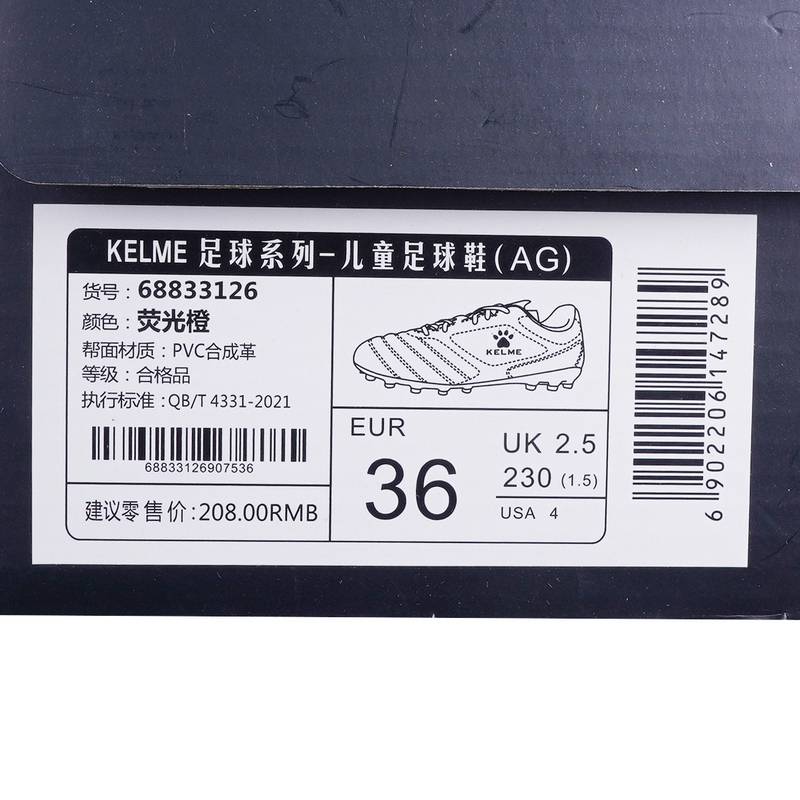 KELME 足球系列-儿童足球鞋(AG)
货号: 68833126
颜色: 荧光橙
帮面材质: PVC合成革
等级: 合格品
执行标准: QB/T 4331-2021
68833126907536
建议零售价: 208.00RMB
KELME
EUR
36
UK 2.5
230 (1.5)
USA 4
6 902206 147289